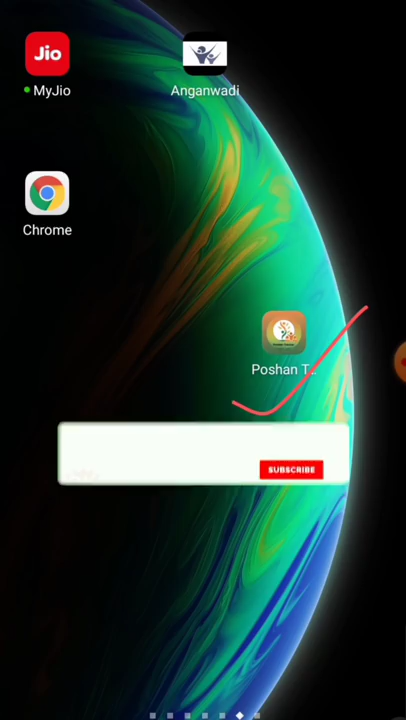 Jio
MyJio
Anganwadi
Chrome
Poshan T...
SUBSCRIBE